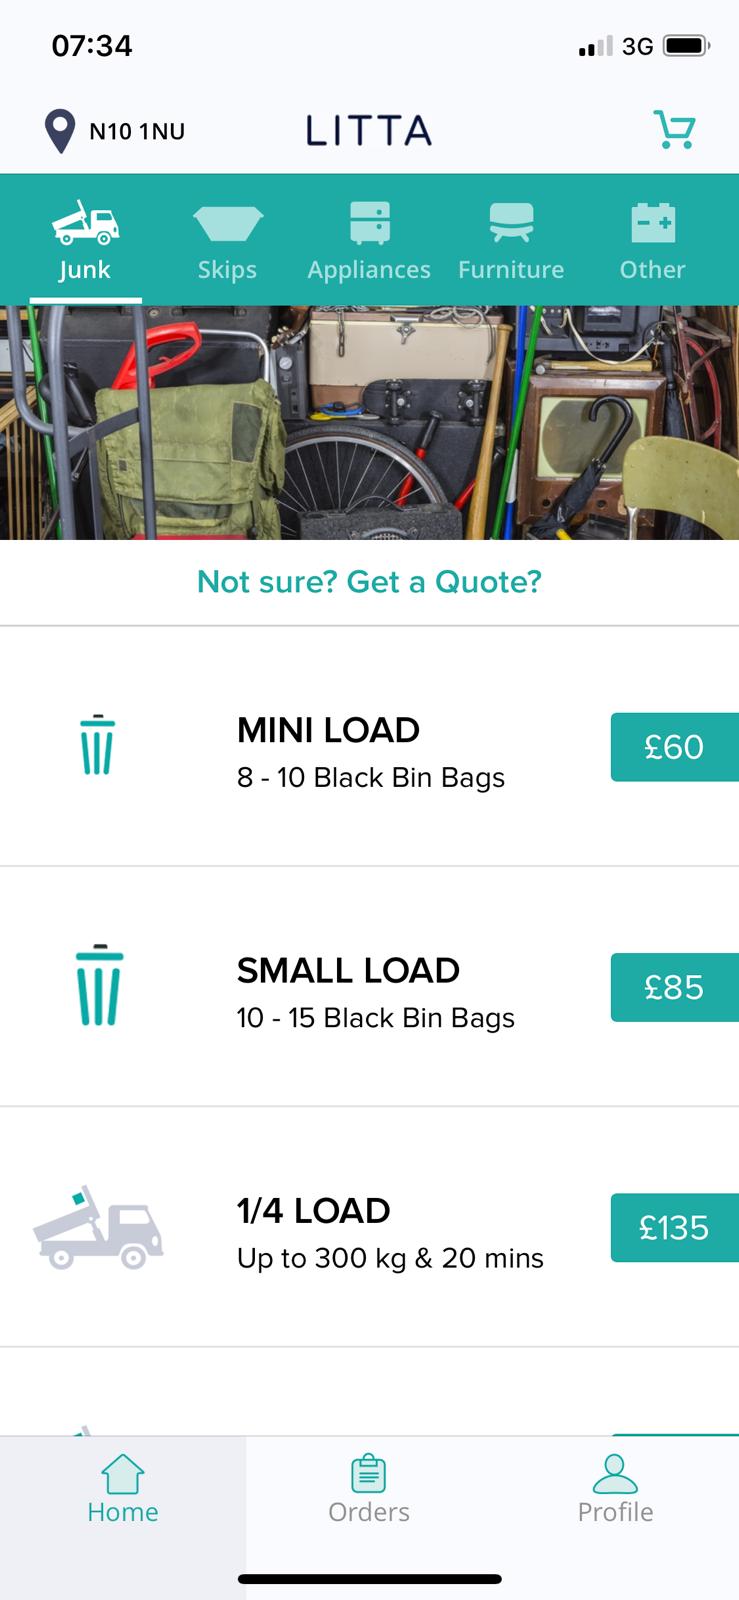 07:34
3G
N10 1NU
LITTA
Junk
Skips
Appliances
Furniture
Other
Not sure? Get a Quote?
MINI LOAD
8 - 10 Black Bin Bags
£60
SMALL LOAD
10 - 15 Black Bin Bags
£85
1/4 LOAD
Up to 300 kg & 20 mins
£135
Home
Orders
Profile